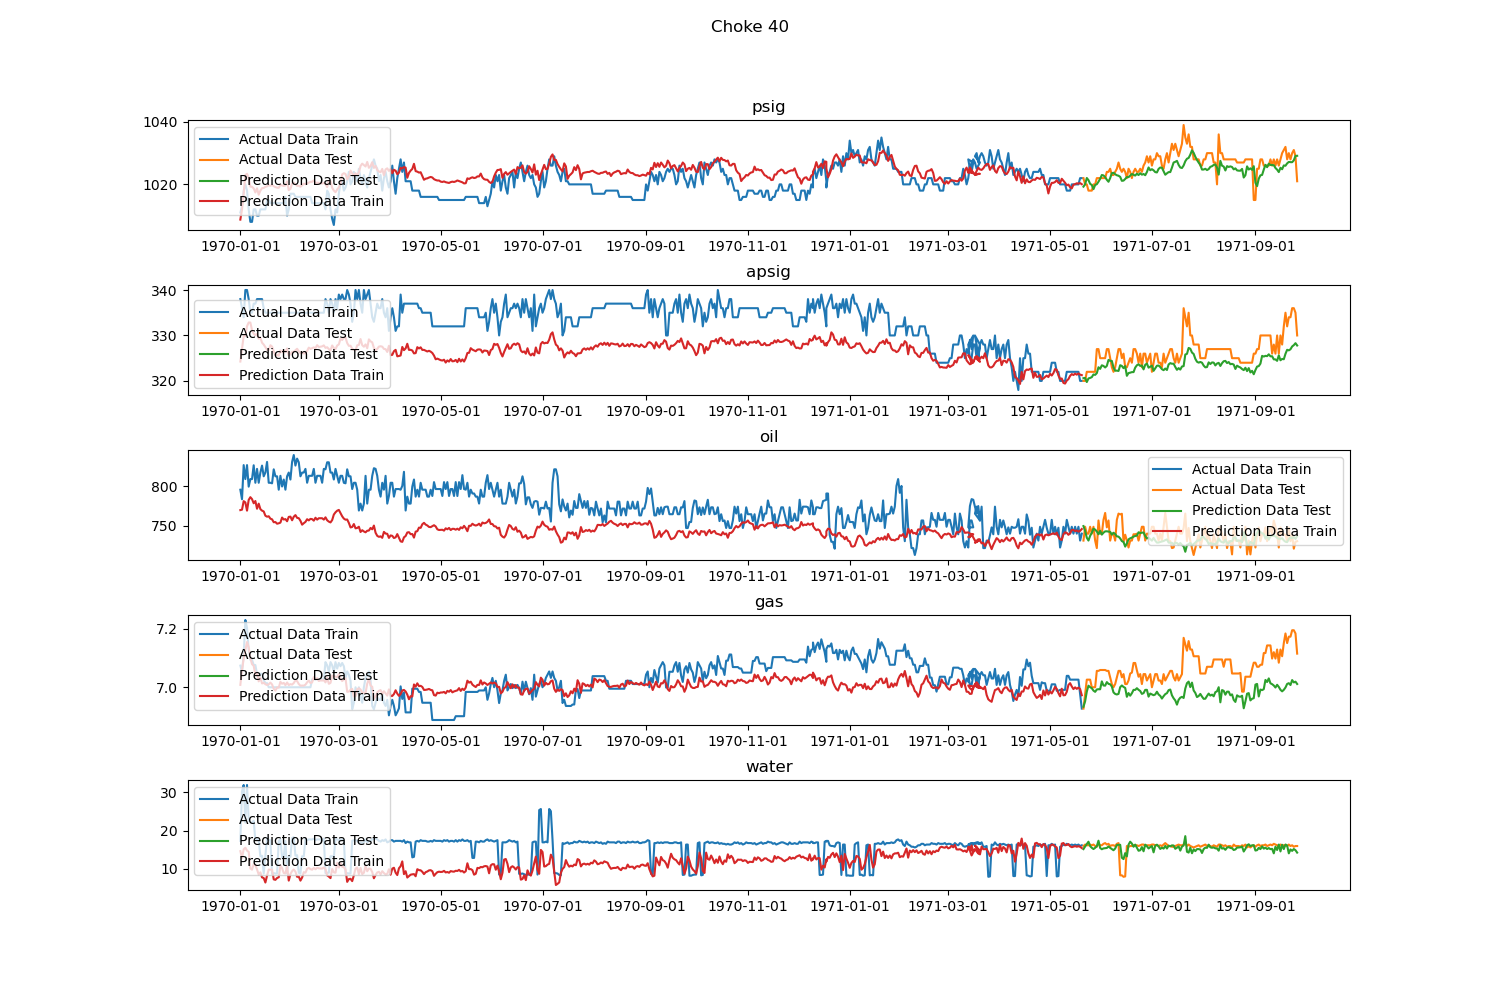 Choke 40
psig
1040
1020
Actual Data Train
Actual Data Test
Prediction Data Test
Prediction Data Train
1970-01-01 1970-03-01 1970-05-01 1970-07-01 1970-09-01 1970-11-01 1971-01-01 1971-03-01 1971-05-01 1971-07-01 1971-09-01
apsig
340
330
320
Actual Data Train
Actual Data Test
Prediction Data Test
Prediction Data Train
1970-01-01 1970-03-01 1970-05-01 1970-07-01 1970-09-01 1970-11-01 1971-01-01 1971-03-01 1971-05-01 1971-07-01 1971-09-01
oil
800
750
Actual Data Train
Actual Data Test
Prediction Data Test
Prediction Data Train
1970-01-01 1970-03-01 1970-05-01 1970-07-01 1970-09-01 1970-11-01 1971-01-01 1971-03-01 1971-05-01 1971-07-01 1971-09-01
gas
7.2
7.0
Actual Data Train
Actual Data Test
Prediction Data Test
Prediction Data Train
1970-01-01 1970-03-01 1970-05-01 1970-07-01 1970-09-01 1970-11-01 1971-01-01 1971-03-01 1971-05-01 1971-07-01 1971-09-01
water
30
20
10
Actual Data Train
Actual Data Test
Prediction Data Test
Prediction Data Train
1970-01-01 1970-03-01 1970-05-01 1970-07-01 1970-09-01 1970-11-01 1971-01-01 1971-03-01 1971-05-01 1971-07-01 1971-09-01